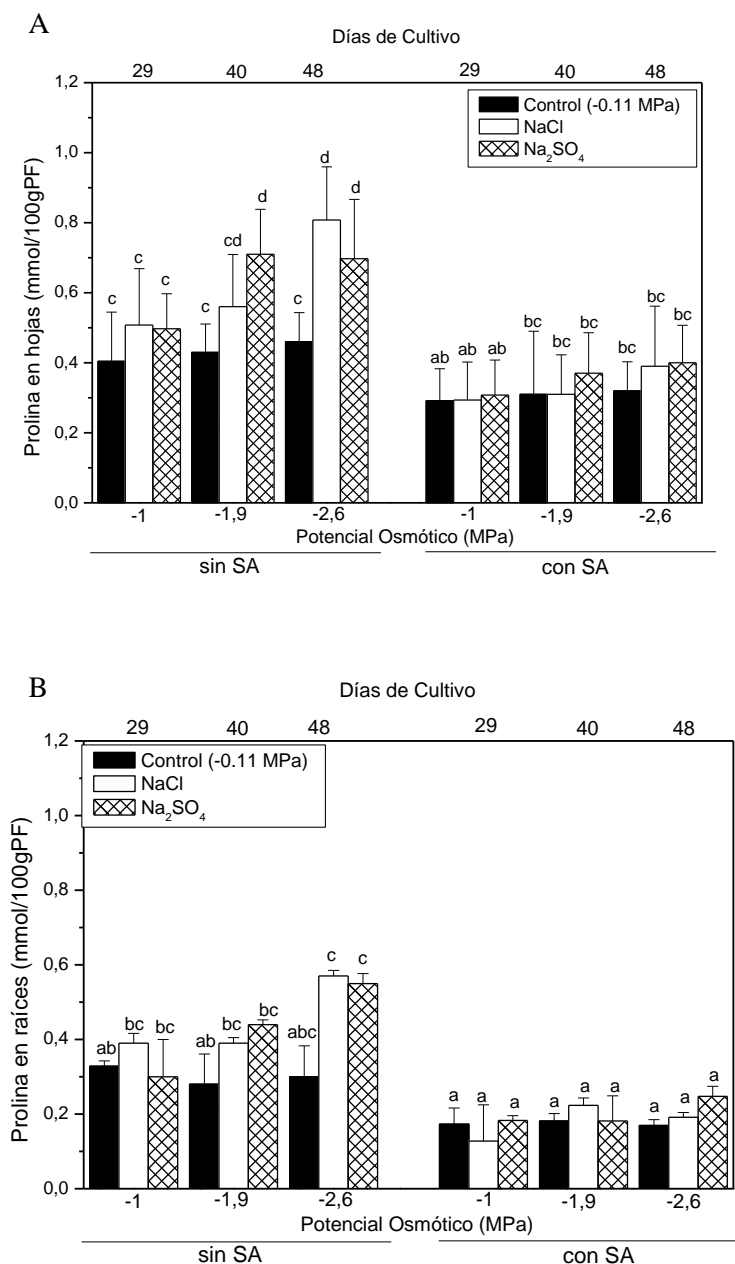 A
Días de Cultivo
29 40 48 29 40 48
1,2
1,0
0,8
0,6
0,4
0,2
0,0
Prolina en hojas (mmol/100gPF)
Control (-0.11 MPa)
NaCl
Na₂SO₄
c c c c cd d c d d ab ab ab bc bc bc bc bc bc
-1 -1,9 -2,6 -1 -1,9 -2,6
Potencial Osmótico (MPa)
sin SA con SA
B
Días de Cultivo
29 40 48 29 40 48
1,2
1,0
0,8
0,6
0,4
0,2
0,0
Prolina en raíces (mmol/100gPF)
Control (-0.11 MPa)
NaCl
Na₂SO₄
ab bc bc ab bc bc abc c c a a a a a a a a a
-1 -1,9 -2,6 -1 -1,9 -2,6
Potencial Osmótico (MPa)
sin SA con SA